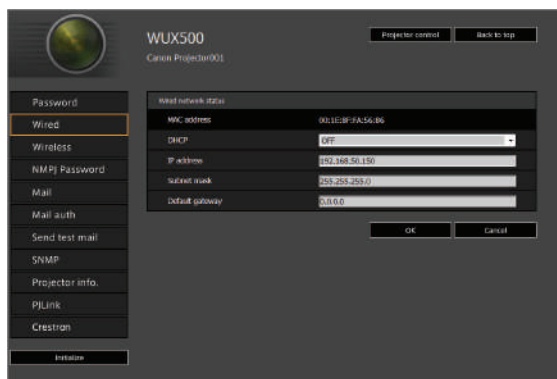 WUX500
Canon Projector001
Projector control
Back to top
Password
Wired
Wireless
NMPJ Password
Mail
Mail auth
Send test mail
SNMP
Projector info.
PJLink
Crestron
Initialize
Wired network status
MAC address 00:1E:8F:FA:56:B6
DHCP OFF
IP address 192.168.50.150
Subnet mask 255.255.255.0
Default gateway 0.0.0.0
OK
Cancel